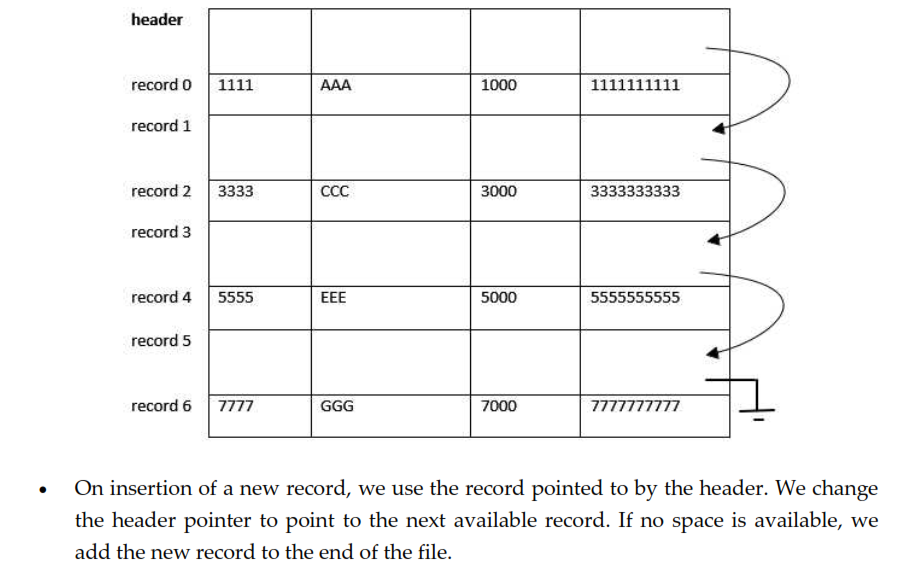 header
record 0 1111 AAA 1000 1111111111
record 1
record 2 3333 CCC 3000 3333333333
record 3
record 4 5555 EEE 5000 5555555555
record 5
record 6 7777 GGG 7000 7777777777
• On insertion of a new record, we use the record pointed to by the header. We change
the header pointer to point to the next available record. If no space is available, we
add the new record to the end of the file.